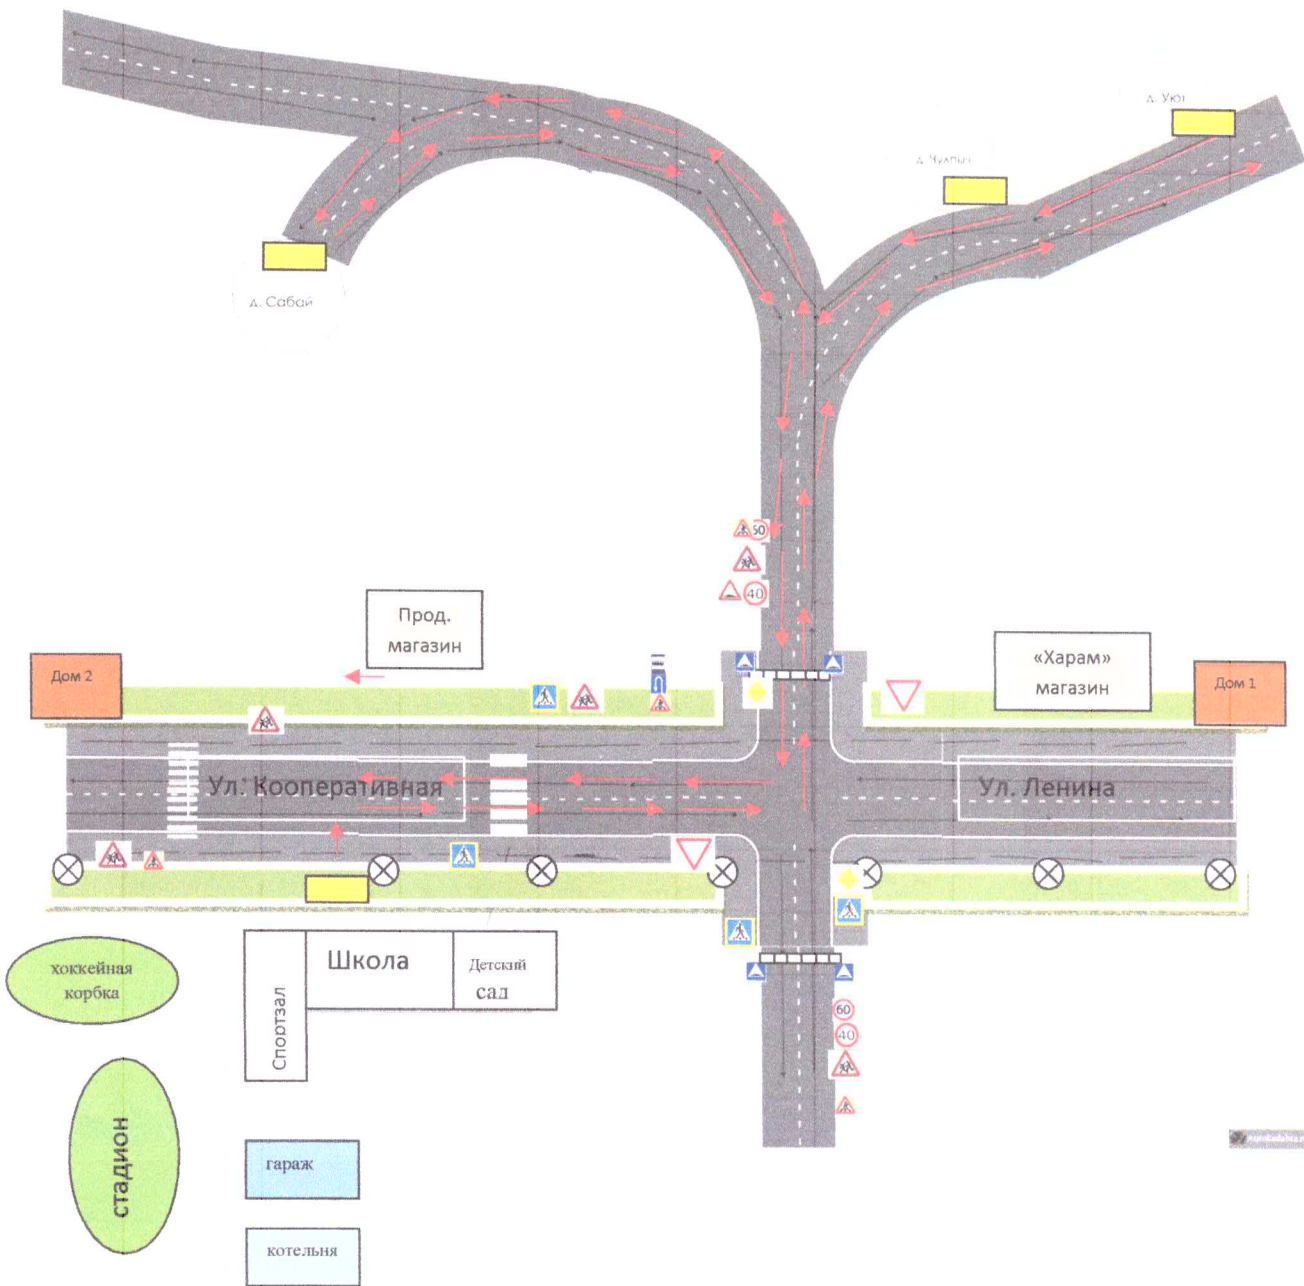 д. Уют
д. Чулпыч
д. Сабай
50
40
Прод.
магазин
«Харам»
магазин
Дом 2
Дом 1
Ул. Кооперативная
Ул. Ленина
хоккейная
корбка
Спортзал
Школа
Детский
сад
60
40
стадион
гараж
котельня